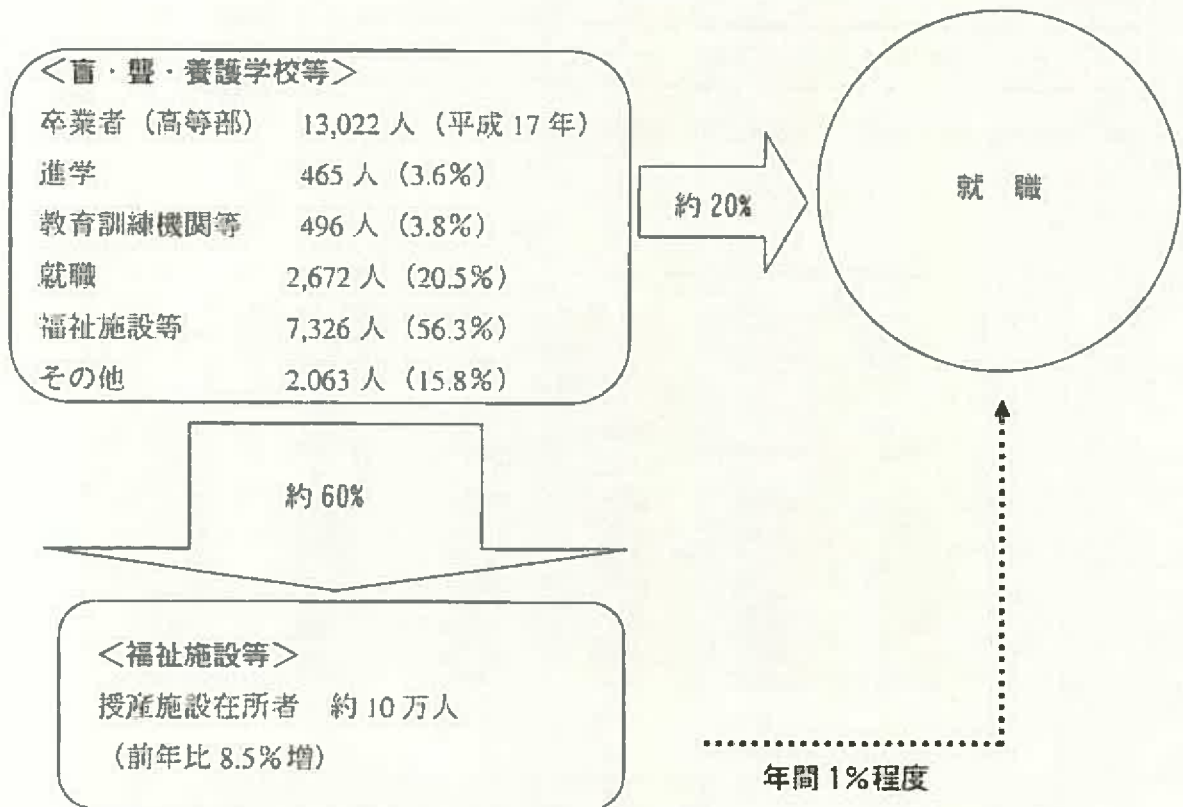 <盲・聾・養護学校等>
卒業者（高等部） 13,022人（平成17年）
進学 465人（3.6%）
教育訓練機関等 496人（3.8%）
就職 2,672人（20.5%）
福祉施設等 7,326人（56.3%）
その他 2.063人（15.8%）
約20%
就 職
約60%
<福祉施設等>
授産施設在所者 約10万人
（前年比8.5%増）
年間1%程度